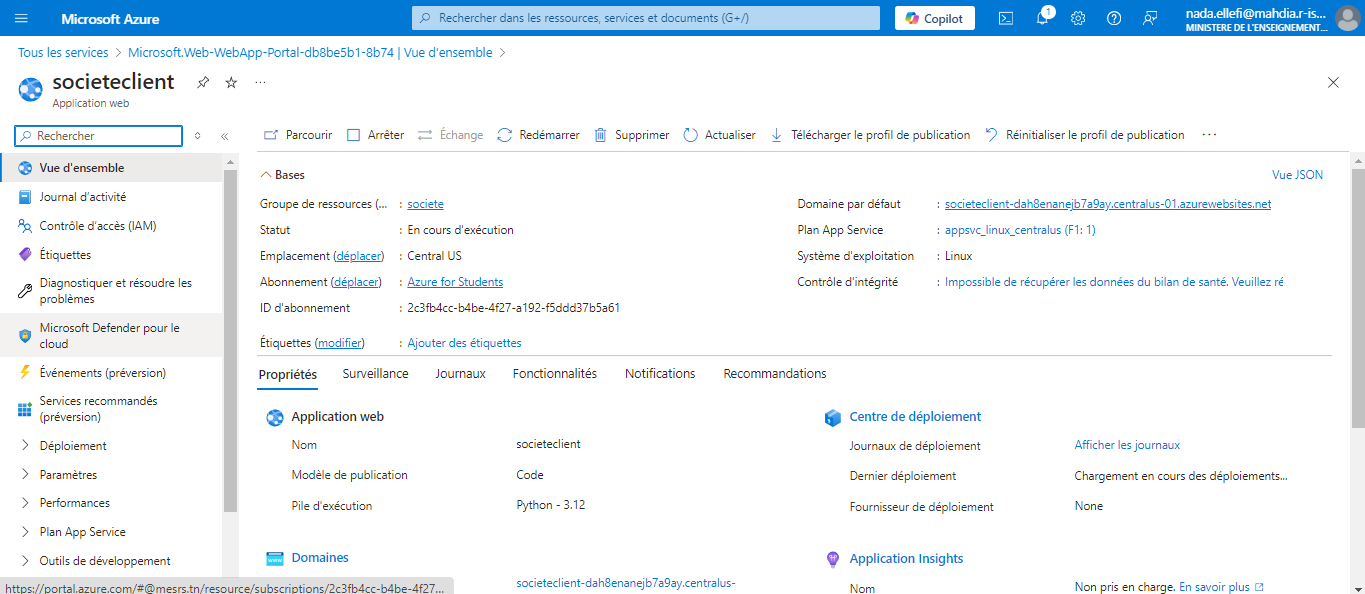 Microsoft Azure
Rechercher dans les ressources, services et documents (G+/)
Copilot
1
nada.ellefi@mahdia.r-is...
MINISTERE DE L'ENSEIGNEMENT...
Tous les services > Microsoft.Web-WebApp-Portal-db8be5b1-8b74 | Vue d'ensemble >
societeclient
Application web
Rechercher
Parcourir Arrêter Échange Redémarrer Supprimer Actualiser Télécharger le profil de publication Réinitialiser le profil de publication ...
Vue d'ensemble
Journal d'activité
Contrôle d'accès (IAM)
Étiquettes
Diagnostiquer et résoudre les
problèmes
Microsoft Defender pour le
cloud
Événements (préversion)
Services recommandés
(préversion)
Déploiement
Paramètres
Performances
Plan App Service
Outils de développement
Bases
Vue JSON
Groupe de ressources (... : societe
Statut : En cours d'exécution
Emplacement (déplacer) : Central US
Abonnement (déplacer) : Azure for Students
ID d'abonnement : 2c3fb4cc-b4be-4f27-a192-f5ddd37b5a61
Domaine par défaut : societeclient-dah8enanejb7a9ay.centralus-01.azurewebsites.net
Plan App Service : appsvc_linux_centralus (F1: 1)
Système d'exploitation : Linux
Contrôle d'intégrité : Impossible de récupérer les données du bilan de santé. Veuillez ré
Étiquettes (modifier) : Ajouter des étiquettes
Propriétés Surveillance Journaux Fonctionnalités Notifications Recommandations
Application web
Nom societeclient
Modèle de publication Code
Pile d'exécution Python - 3.12
Domaines
societeclient-dah8enanejb7a9ay.centralus-
Centre de déploiement
Journaux de déploiement Afficher les journaux
Dernier déploiement Chargement en cours des déploiements...
Fournisseur de déploiement None
Application Insights
Nom Non pris en charge. En savoir plus
https://portal.azure.com/#@mesrs.tn/resource/subscriptions/2c3fb4cc-b4be-4f27...